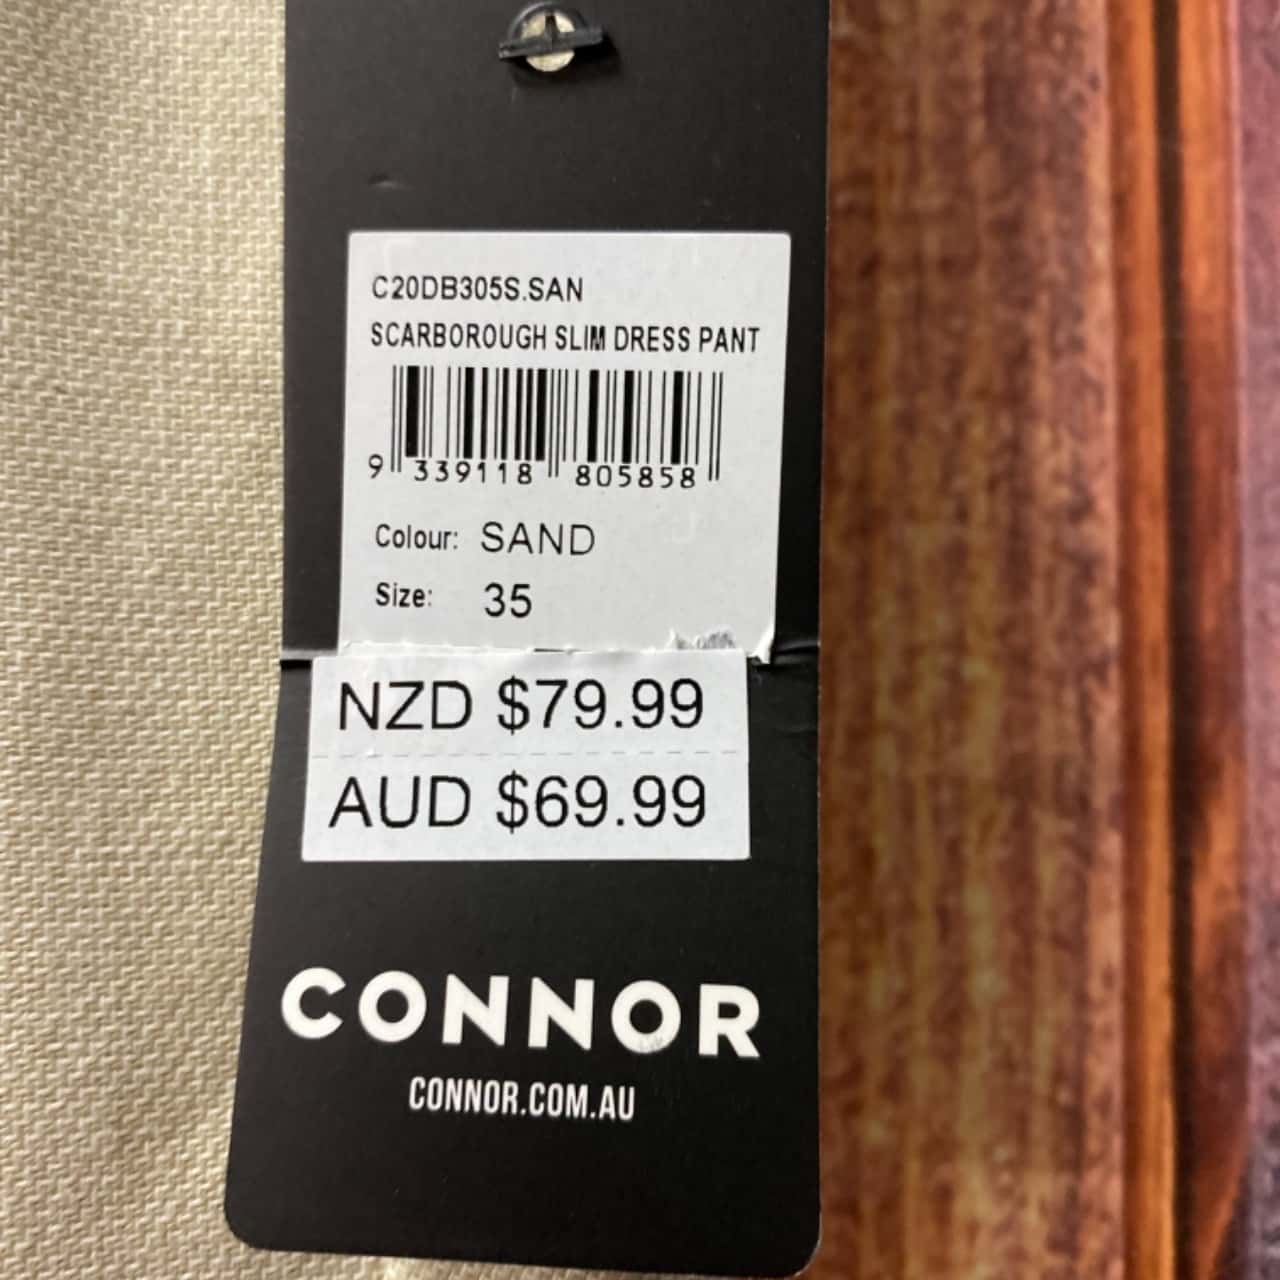 C20DB305S.SAN
SCARBOROUGH SLIM DRESS PANT
9 339118 805858
Colour: SAND
Size: 35
NZD $79.99
AUD $69.99
CONNOR
CONNOR.COM.AU